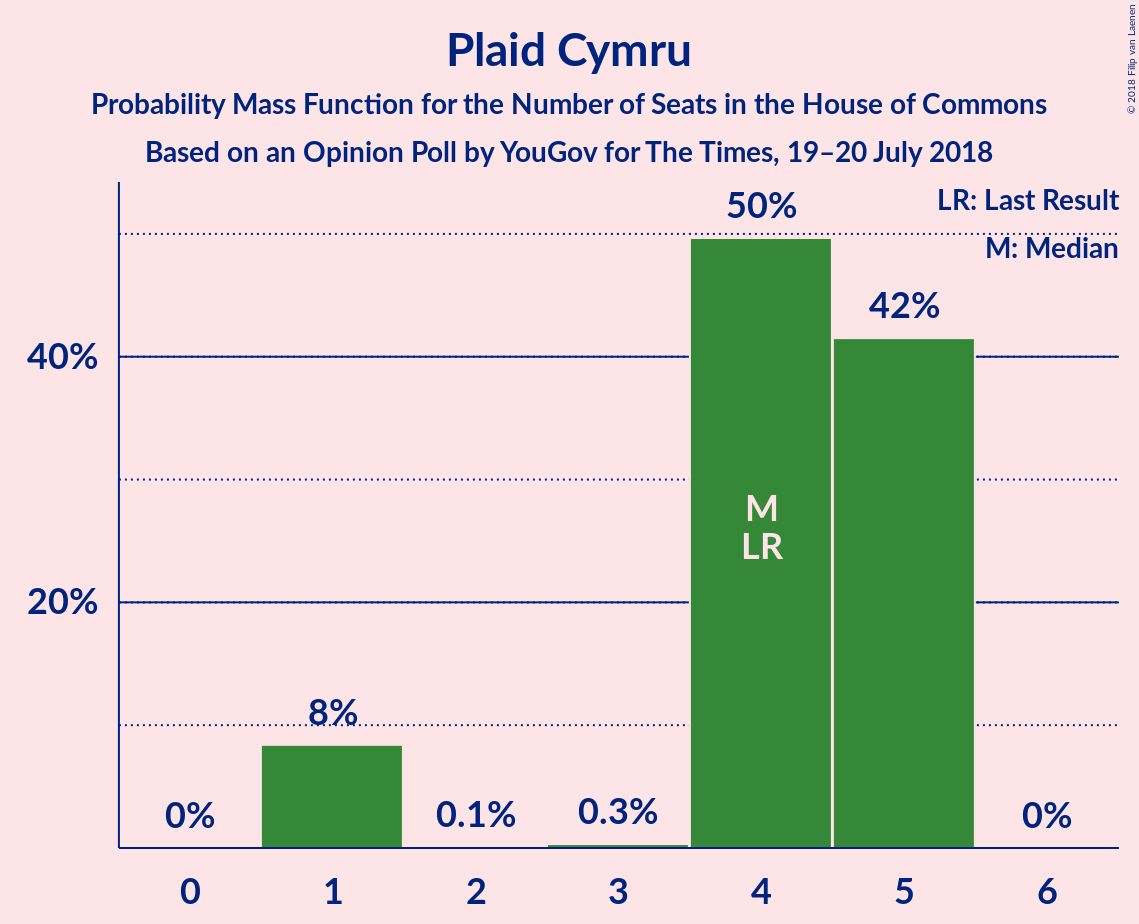 Plaid Cymru
Probability Mass Function for the Number of Seats in the House of Commons
Based on an Opinion Poll by YouGov for The Times, 19–20 July 2018
© 2018 Filip van Laenen
LR: Last Result
M: Median
50%
42%
40%
M
LR
20%
8%
0%
0.1%
0.3%
0%
0 1 2 3 4 5 6